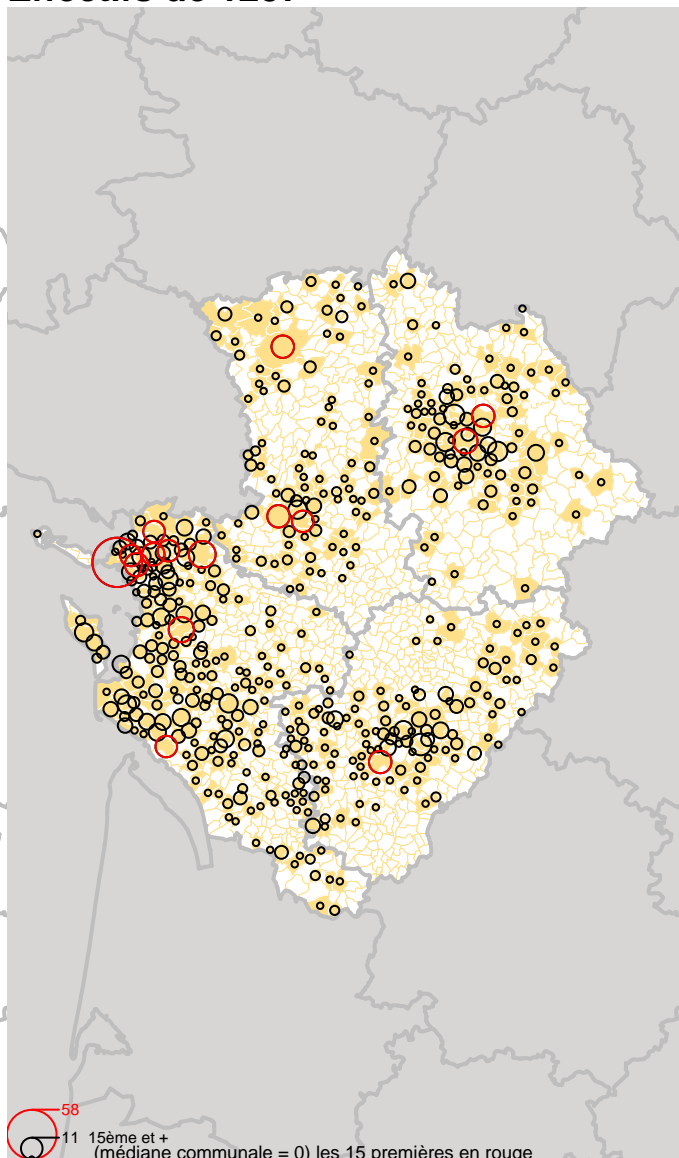 58
11 15ème et +
(médiane communale = 0) les 15 premières en rouge